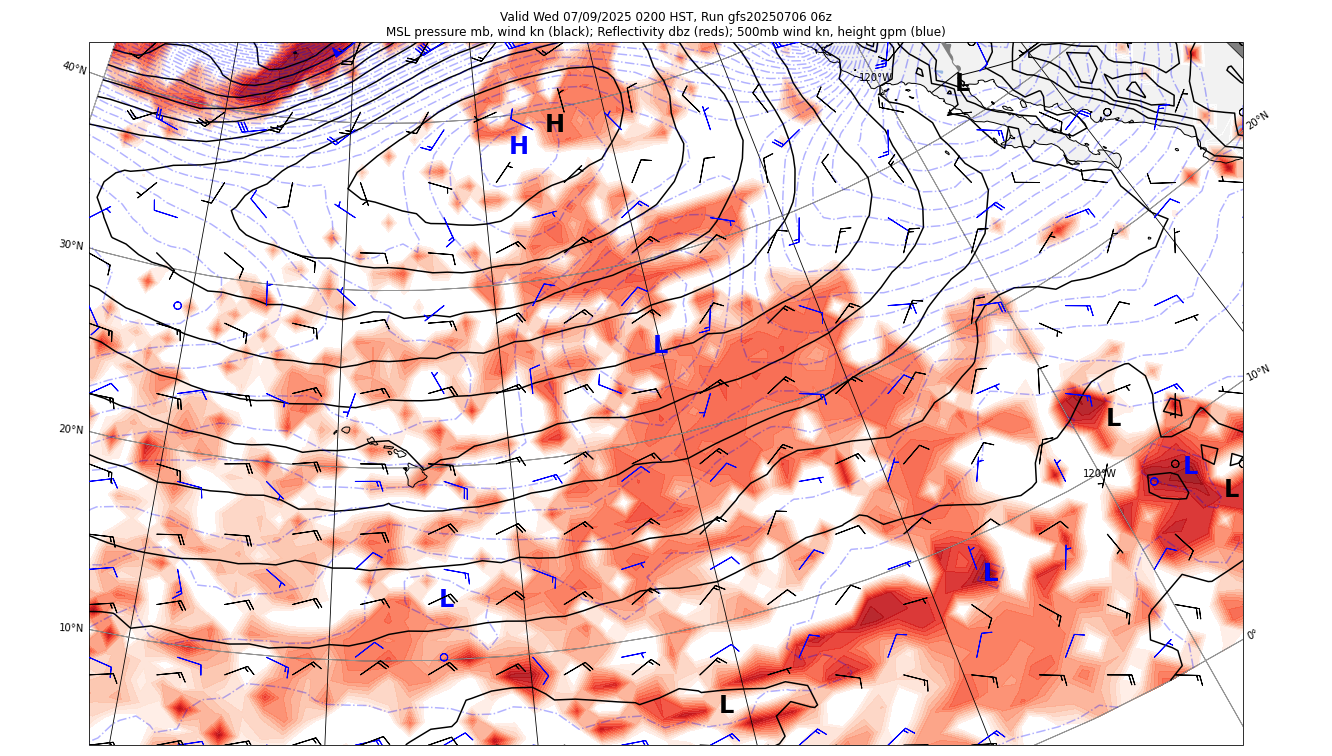 Valid Wed 07/09/2025 0200 HST, Run gfs20250706 06z
MSL pressure mb, wind kn (black); Reflectivity dbz (reds); 500mb wind kn, height gpm (blue)
40°N
120°W
L
20°N
H
H
30°N
L
10°N
L
20°N
L
120°W
L
L
L
10°N
0°
L